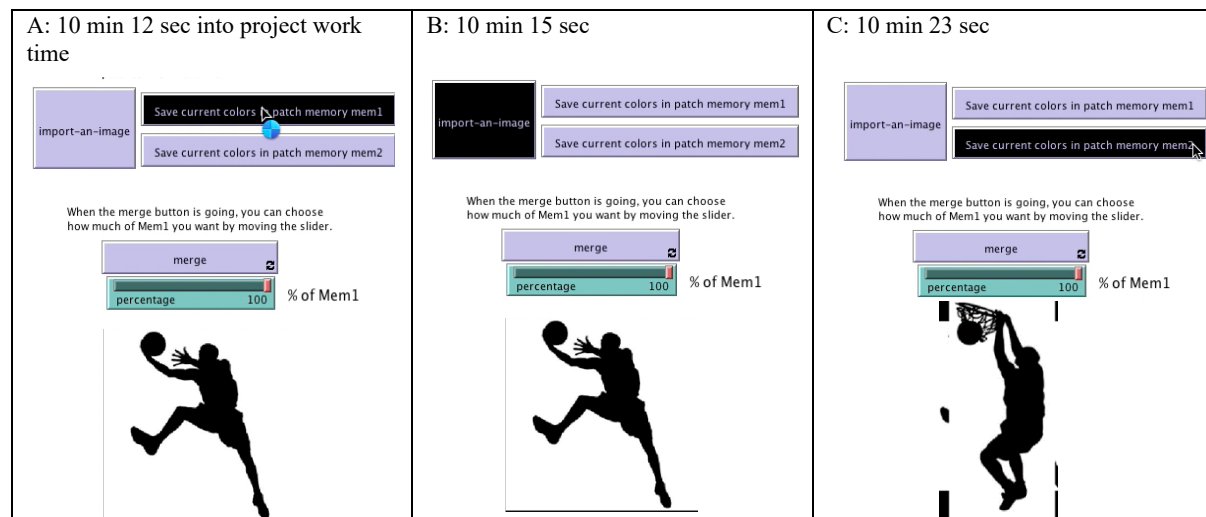 A: 10 min 12 sec into project work
time
import-an-image
Save current colors in patch memory mem1
Save current colors in patch memory mem2
When the merge button is going, you can choose
how much of Mem1 you want by moving the slider.
merge
percentage 100
% of Mem1
B: 10 min 15 sec
import-an-image
Save current colors in patch memory mem1
Save current colors in patch memory mem2
When the merge button is going, you can choose
how much of Mem1 you want by moving the slider.
merge
percentage 100
% of Mem1
C: 10 min 23 sec
import-an-image
Save current colors in patch memory mem1
Save current colors in patch memory mem2
When the merge button is going, you can choose
how much of Mem1 you want by moving the slider.
merge
percentage 100
% of Mem1